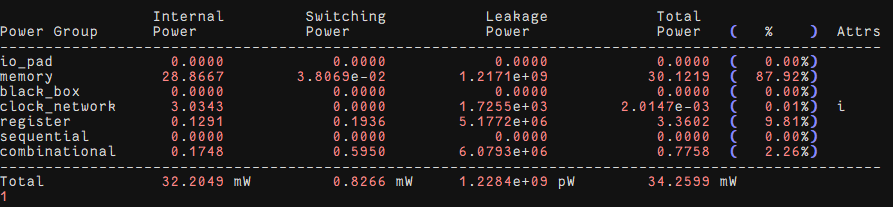 Internal         Switching           Leakage            Total
Power Group        Power            Power               Power              Power   (   %    )  Attrs
--------------------------------------------------------------------------------
io_pad             0.0000           0.0000              0.0000             0.0000  (   0.00%)
memory            28.8667       3.8069e-02          1.2171e+09            30.1219  (  87.92%)
black_box          0.0000           0.0000              0.0000             0.0000  (   0.00%)
clock_network      3.0343           0.0000          1.7255e+03         2.0147e-03  (   0.01%)  i
register           0.1291           0.1936          5.1772e+06             3.3602  (   9.81%)
sequential         0.0000           0.0000              0.0000             0.0000  (   0.00%)
combinational      0.1748           0.5950          6.0793e+06             0.7758  (   2.26%)
--------------------------------------------------------------------------------
Total             32.2049 mW        0.8266 mW       1.2284e+09 pW         34.2599 mW
1